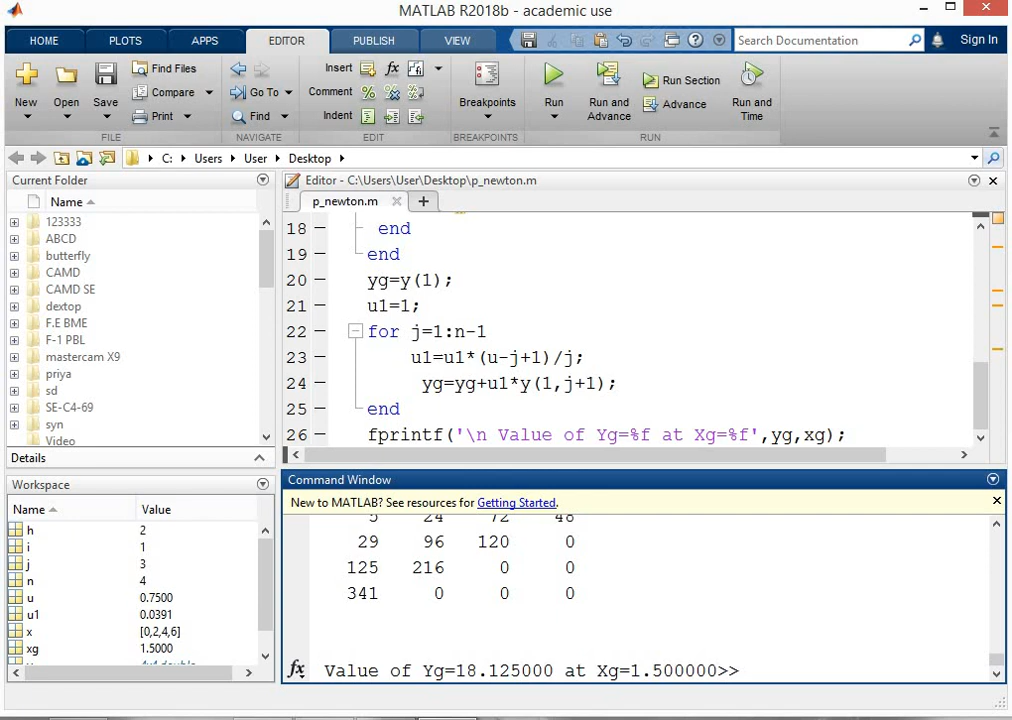 MATLAB R2018b - academic use
HOME PLOTS APPS EDITOR PUBLISH VIEW Search Documentation Sign In
New Open Save Find Files Compare Print
Go To Find
Insert fx
Comment
Indent
Breakpoints
Run Run and Advance Run Section Advance Run and Time
FILE NAVIGATE EDIT BREAKPOINTS RUN
C: Users User Desktop
Current Folder
Name
123333
ABCD
butterfly
CAMD
CAMD SE
dextop
F.E BME
F-1 PBL
mastercam X9
priya
sd
SE-C4-69
syn
Video
Details
Workspace
Name Value
h 2
i 1
j 3
n 4
u 0.7500
u1 0.0391
x [0,2,4,6]
xg 1.5000
Editor - C:\Users\User\Desktop\p_newton.m
p_newton.m
18 end
19 end
20 yg=y(1);
21 u1=1;
22 for j=1:n-1
23 u1=u1*(u-j+1)/j;
24 yg=yg+u1*y(1,j+1);
25 end
26 fprintf('\n Value of Yg=%f at Xg=%f',yg,xg);
Command Window
New to MATLAB? See resources for Getting Started.
5 24 72 48
29 96 120 0
125 216 0 0
341 0 0 0
fx Value of Yg=18.125000 at Xg=1.500000>>